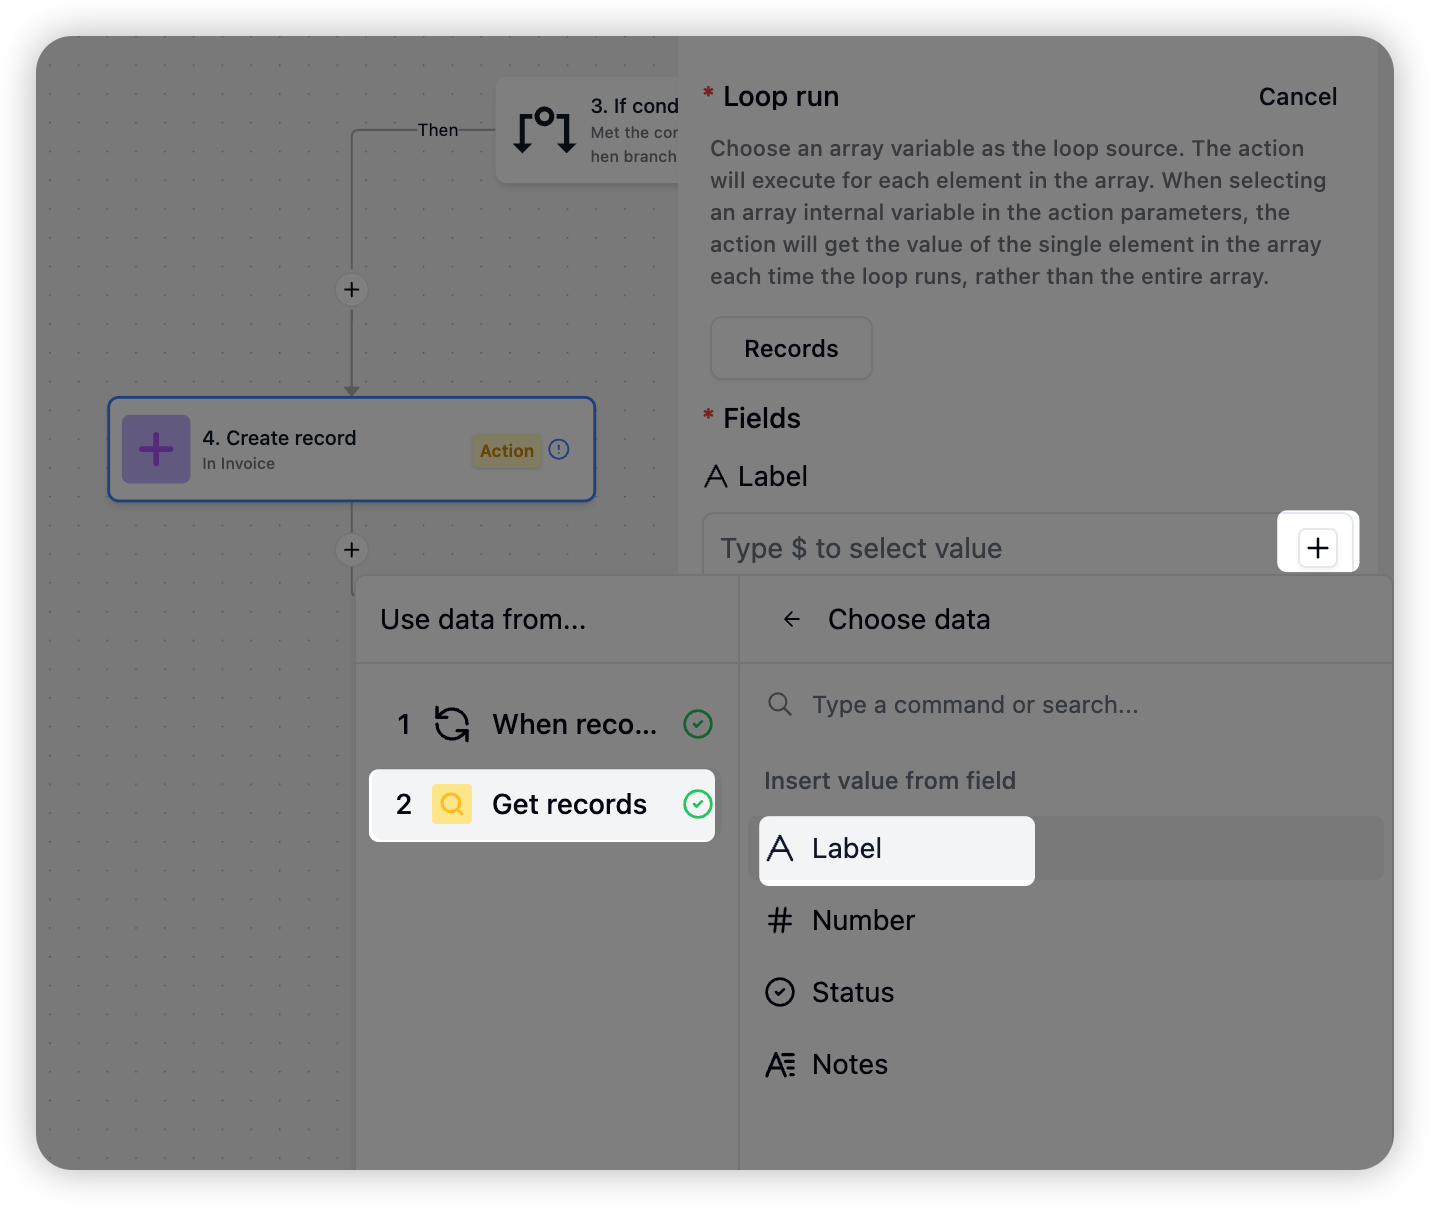 Then
3. If cond
Met the cor
hen branch
4. Create record
In Invoice
Action
* Loop run
Cancel
Choose an array variable as the loop source. The action
will execute for each element in the array. When selecting
an array internal variable in the action parameters, the
action will get the value of the single element in the array
each time the loop runs, rather than the entire array.
Records
* Fields
Label
Type $ to select value
Use data from...
1 When reco...
2 Get records
Choose data
Type a command or search...
Insert value from field
Label
Number
Status
Notes